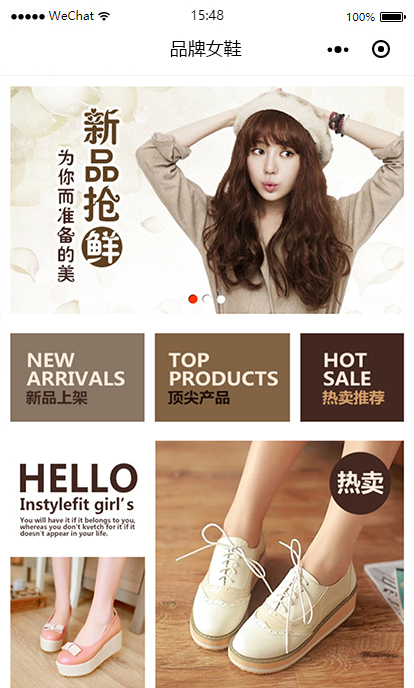 WeChat
15:48
100%
品牌女鞋
新品抢鲜
为你而准备的美
NEW
ARRIVALS
新品上架
TOP
PRODUCTS
顶尖产品
HOT
SALE
热卖推荐
HELLO
Instylefit girl's
You will have it if it belongs to you,
whereas you don't kvetch for it if it
doesn't appear in your life.
热卖